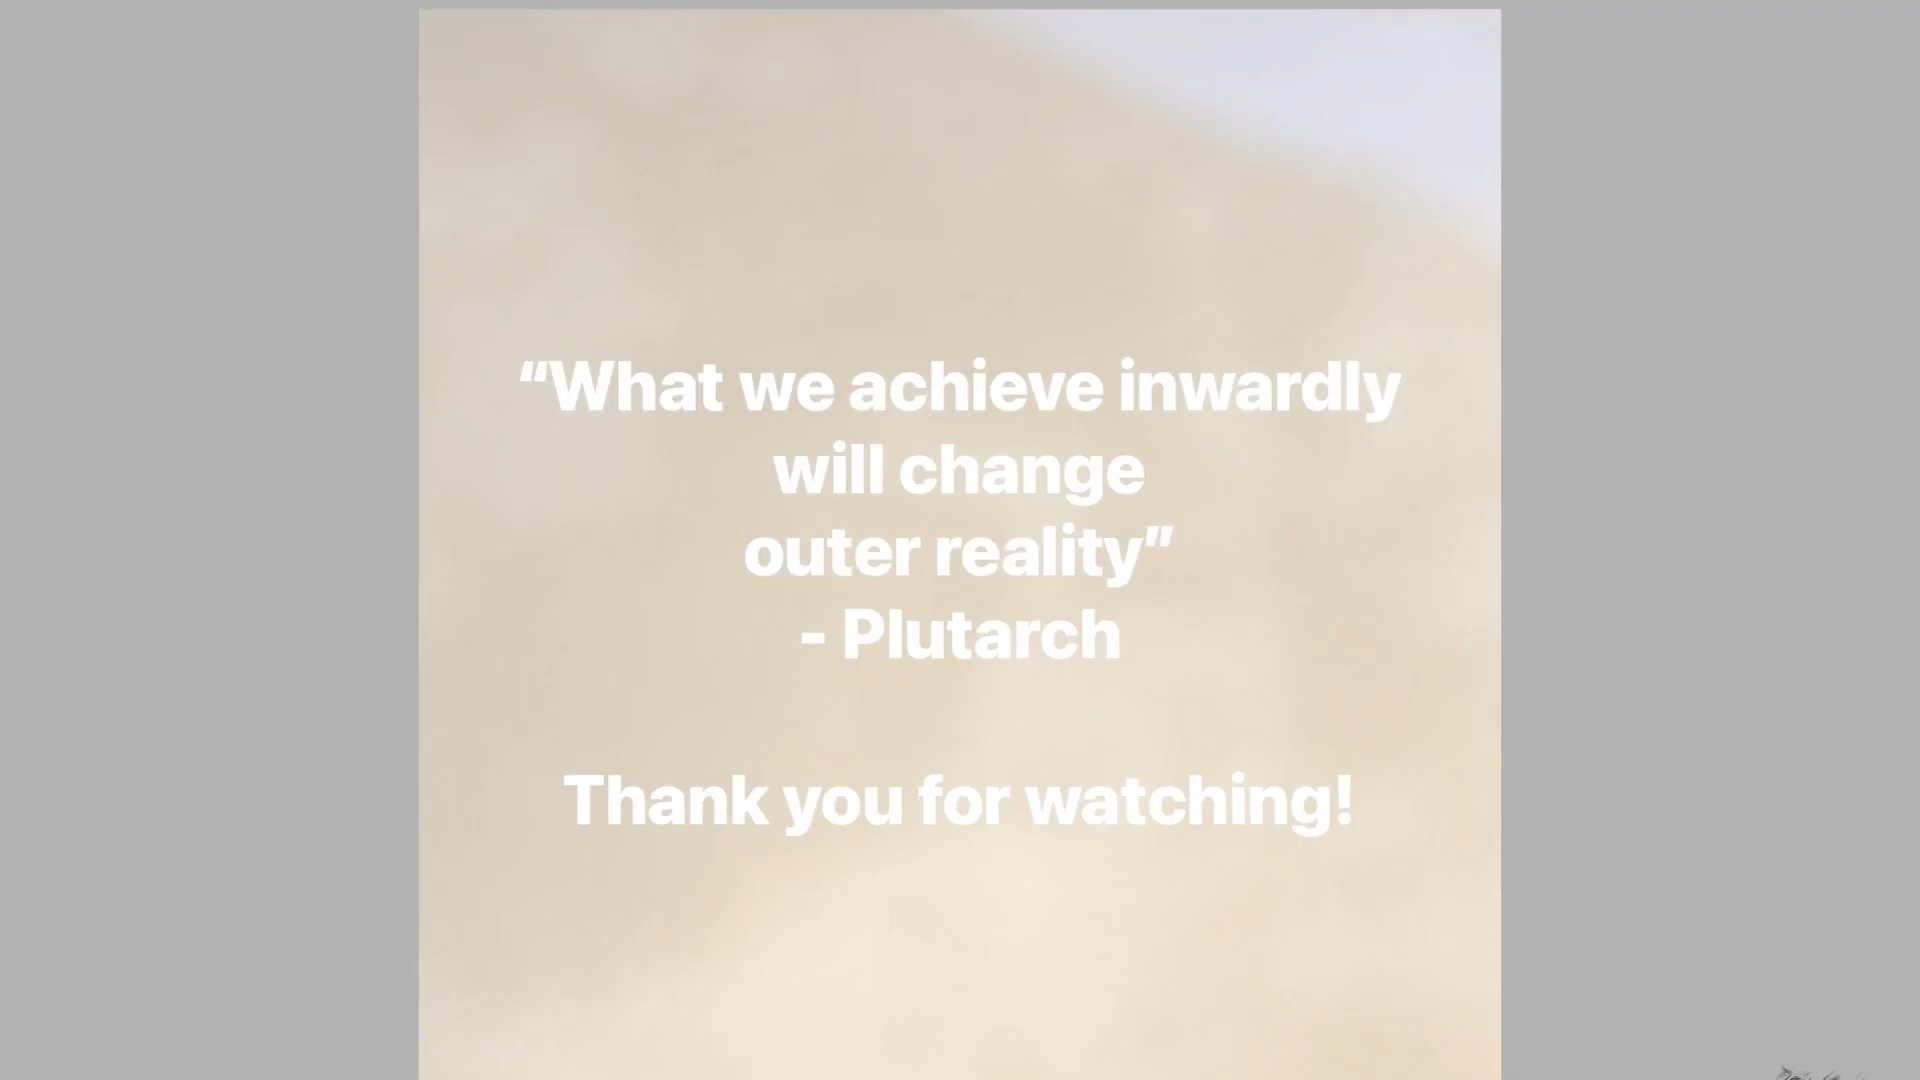 “What we achieve inwardly
will change
outer reality”
- Plutarch
Thank you for watching!